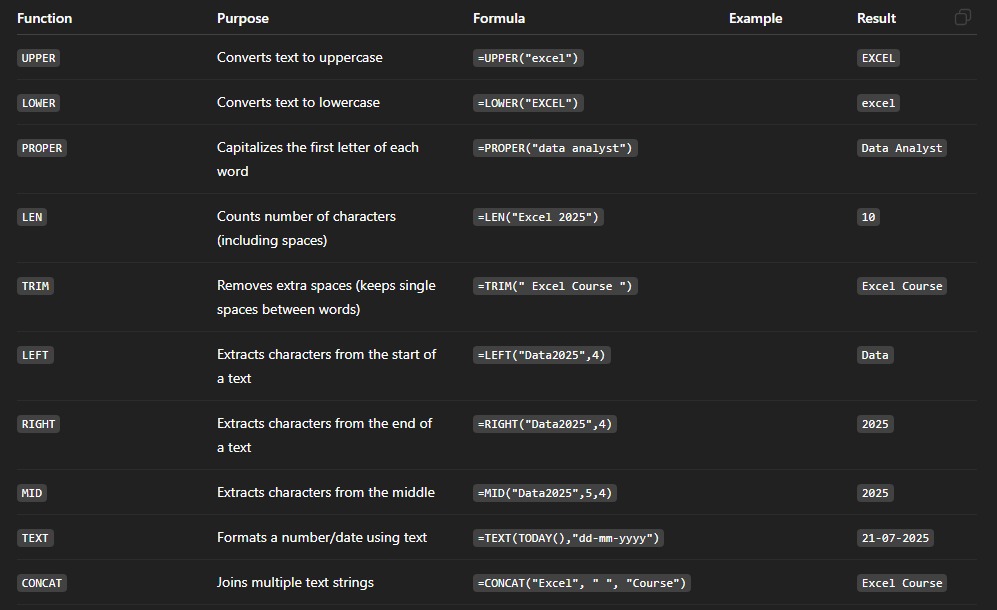 Function Purpose Formula Example Result
UPPER Converts text to uppercase =UPPER("excel") EXCEL
LOWER Converts text to lowercase =LOWER("EXCEL") excel
PROPER Capitalizes the first letter of each =PROPER("data analyst") Data Analyst
word
LEN Counts number of characters =LEN("Excel 2025") 10
(including spaces)
TRIM Removes extra spaces (keeps single =TRIM(" Excel Course ") Excel Course
spaces between words)
LEFT Extracts characters from the start of =LEFT("Data2025",4) Data
a text
RIGHT Extracts characters from the end of =RIGHT("Data2025",4) 2025
a text
MID Extracts characters from the middle =MID("Data2025",5,4) 2025
TEXT Formats a number/date using text =TEXT(TODAY(),"dd-mm-yyyy") 21-07-2025
CONCAT Joins multiple text strings =CONCAT("Excel", " ", "Course") Excel Course